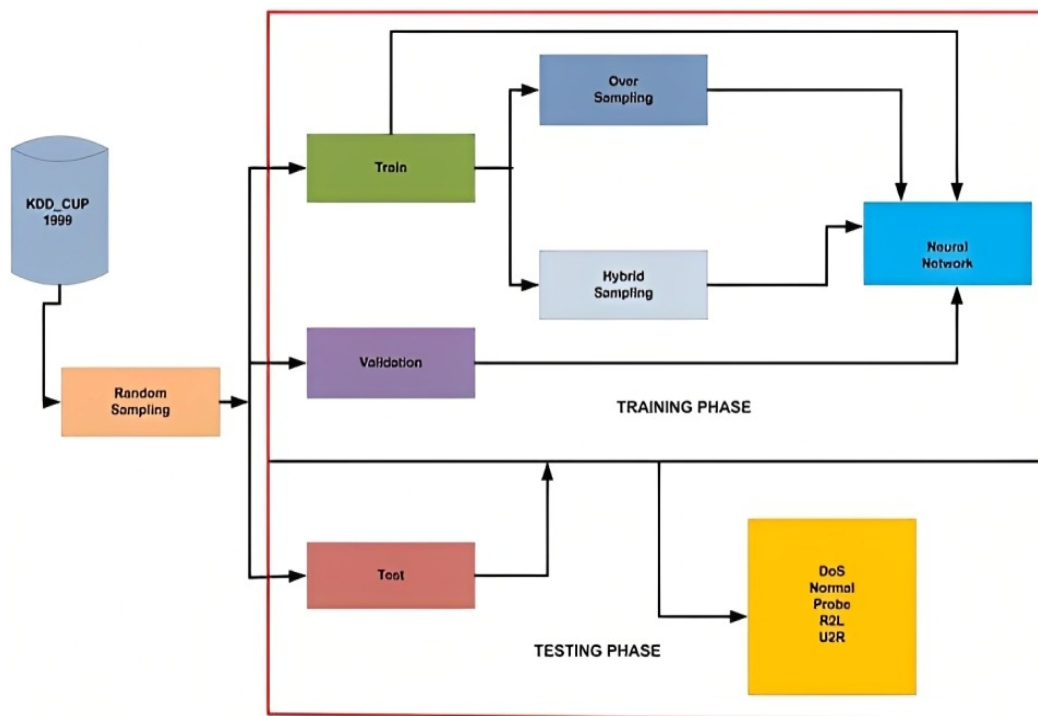 KDD_CUP
1999
Random
Sampling
Train
Over
Sampling
Hybrid
Sampling
Neural
Network
Validation
TRAINING PHASE
Test
DoS
Normal
Probe
R2L
U2R
TESTING PHASE